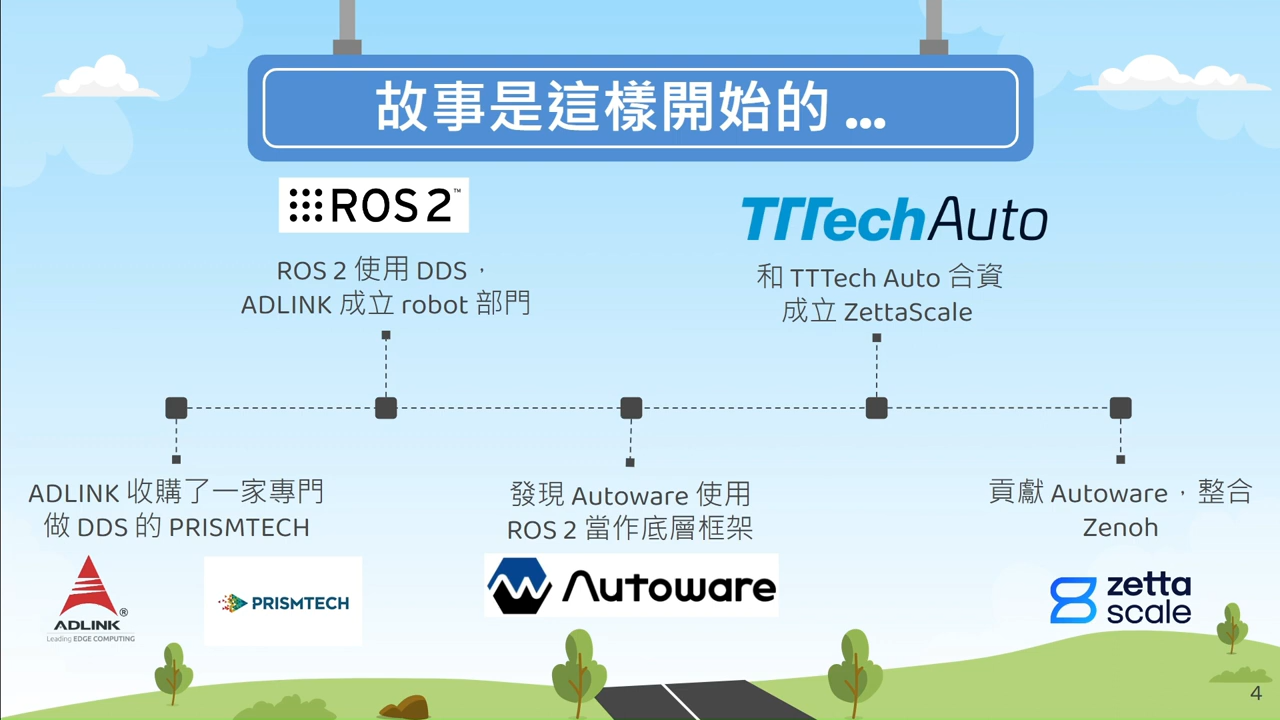 故事是這樣開始的 ...
ROS 2™
ROS 2 使用 DDS，
ADLINK 成立 robot 部門
TTTech Auto
和 TTTech Auto 合資
成立 ZettaScale
ADLINK 收購了一家專門
做 DDS 的 PRISMTECH
ADLINK®
Leading EDGE COMPUTING
PRISMTECH
發現 Autoware 使用
ROS 2 當作底層框架
Autoware
貢獻 Autoware，整合
Zenoh
zetta
scale
4